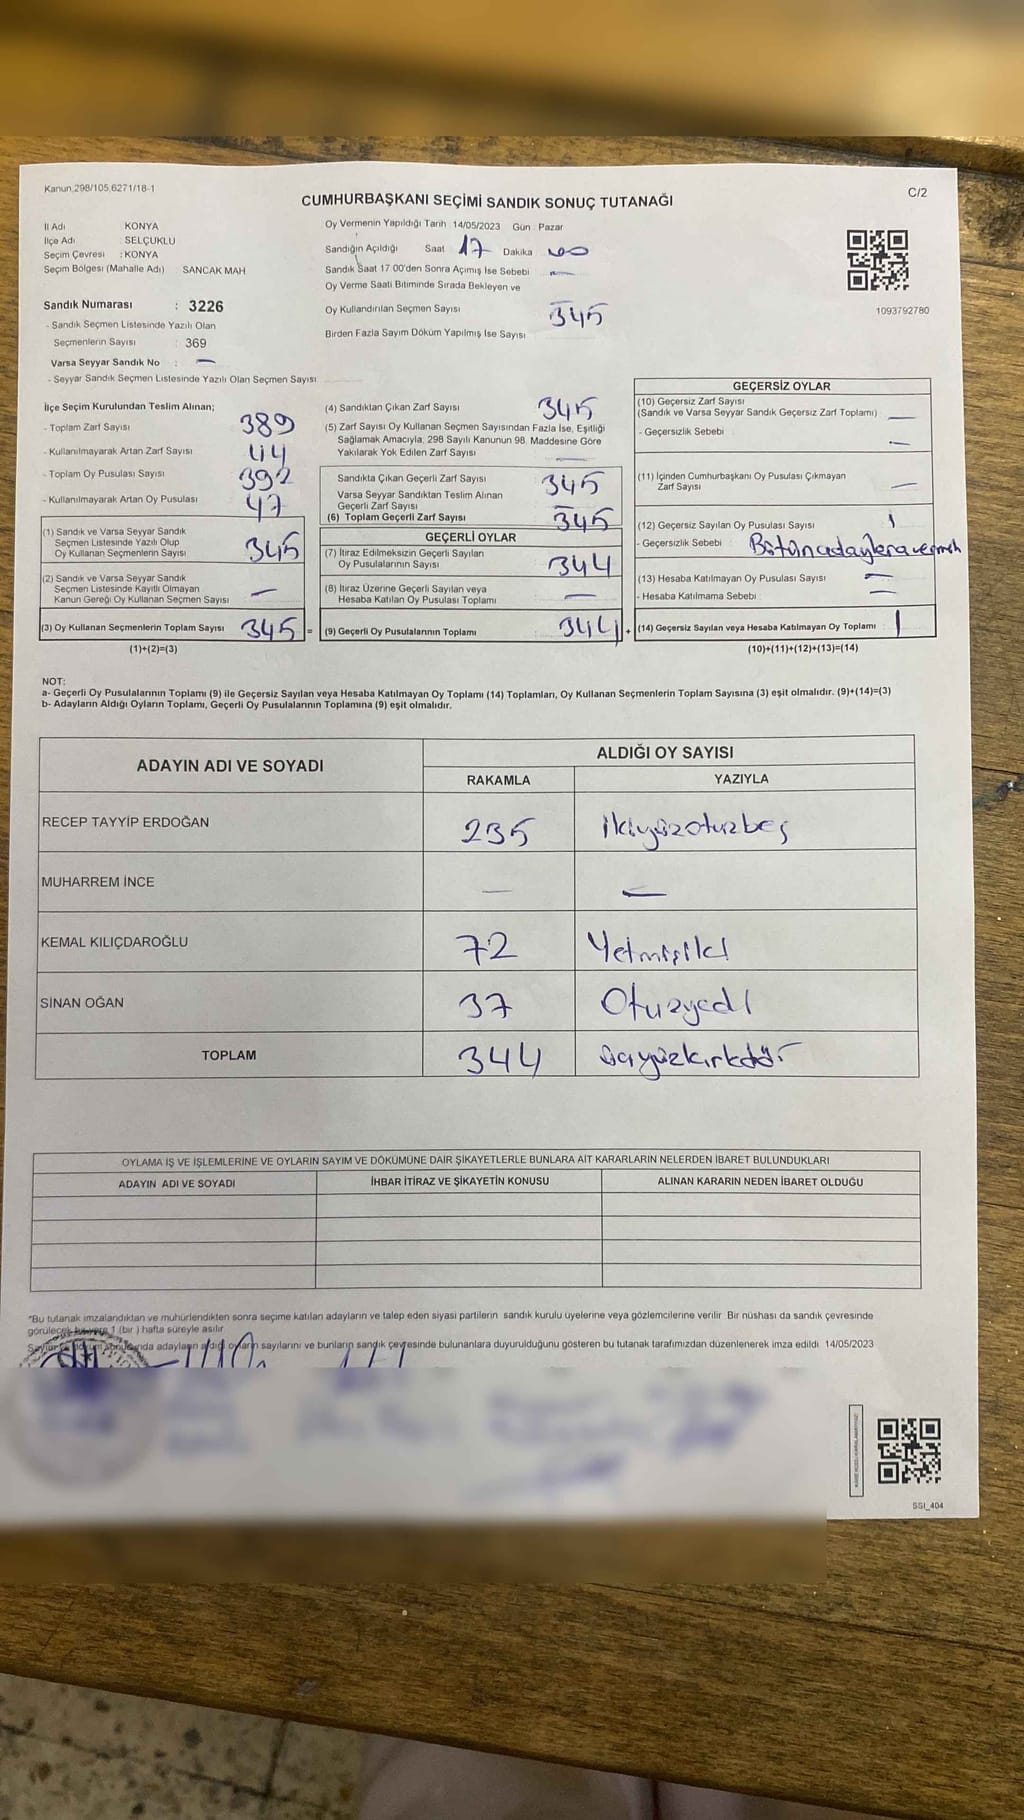 Kanun 298/105,6271/18-1
C/2
CUMHURBAŞKANI SEÇİMİ SANDIK SONUÇ TUTANAĞI
İl Adı KONYA
İlçe Adı : SELÇUKLU
Seçim Çevresi : KONYA
Seçim Bölgesi (Mahalle Adı) SANCAK MAH
Sandık Numarası : 3226
- Sandık Seçmen Listesinde Yazılı Olan
Seçmenlerin Sayısı : 369
Varsa Seyyar Sandık No : —
- Seyyar Sandık Seçmen Listesinde Yazılı Olan Seçmen Sayısı
Oy Vermenin Yapıldığı Tarih : 14/05/2023 Gün : Pazar
Sandığın Açıldığı Saat 17 Dakika 00
Sandık Saat 17 00'den Sonra Açımış İse Sebebi —
Oy Verme Saati Bitiminde Sırada Bekleyen ve
Oy Kullandırılan Seçmen Sayısı 345
Birden Fazla Sayım Döküm Yapılmış İse Sayısı
1093792780
İlçe Seçim Kurulundan Teslim Alınan;
- Toplam Zarf Sayısı 389
- Kullanılmayarak Artan Zarf Sayısı 44
- Toplam Oy Pusulası Sayısı 392
- Kullanılmayarak Artan Oy Pusulası 47
(1) Sandık ve Varsa Seyyar Sandık
Seçmen Listesinde Yazılı Olup
Oy Kullanan Seçmenlerin Sayısı 345
(2) Sandık ve Varsa Seyyar Sandık
Seçmen Listesinde Kayıtlı Olmayan
Kanun Gereği Oy Kullanan Seçmen Sayısı —
(3) Oy Kullanan Seçmenlerin Toplam Sayısı 345 =
(1)+(2)=(3)
(4) Sandıktan Çıkan Zarf Sayısı 345
(5) Zarf Sayısı Oy Kullanan Seçmen Sayısından Fazla İse, Eşitliği
Sağlamak Amacıyla, 298 Sayılı Kanunun 98. Maddesine Göre
Yakılarak Yok Edilen Zarf Sayısı —
Sandıkta Çıkan Geçerli Zarf Sayısı 345
Varsa Seyyar Sandıktan Teslim Alınan
Geçerli Zarf Sayısı
(6) Toplam Geçerli Zarf Sayısı 345
GEÇERLİ OYLAR
(7) İtiraz Edilmeksizin Geçerli Sayılan
Oy Pusulalarının Sayısı 344
(8) İtiraz Üzerine Geçerli Sayılan veya
Hesaba Katılan Oy Pusulası Toplamı —
(9) Geçerli Oy Pusulalarının Toplamı 344 +
GEÇERSİZ OYLAR
(10) Geçersiz Zarf Sayısı
(Sandık ve Varsa Seyyar Sandık Geçersiz Zarf Toplamı) —
- Geçersizlik Sebebi —
(11) İçinden Cumhurbaşkanı Oy Pusulası Çıkmayan
Zarf Sayısı —
(12) Geçersiz Sayılan Oy Pusulası Sayısı 1
- Geçersizlik Sebebi Bütün adaylara
(13) Hesaba Katılmayan Oy Pusulası Sayısı —
- Hesaba Katılmama Sebebi —
(14) Geçersiz Sayılan veya Hesaba Katılmayan Oy Toplamı 1
(10)+(11)+(12)+(13)=(14)
NOT:
a- Geçerli Oy Pusulalarının Toplamı (9) ile Geçersiz Sayılan veya Hesaba Katılmayan Oy Toplamı (14) Toplamları, Oy Kullanan Seçmenlerin Toplam Sayısına (3) eşit olmalıdır. (9)+(14)=(3)
b- Adayların Aldığı Oyların Toplamı, Geçerli Oy Pusulalarının Toplamına (9) eşit olmalıdır.
ADAYIN ADI VE SOYADI
ALDIĞI OY SAYISI
RAKAMLA YAZIYLA
RECEP TAYYİP ERDOĞAN 235 ikiyüzotuzbeş
MUHARREM İNCE — —
KEMAL KILIÇDAROĞLU 72 Yetmişiki
SİNAN OĞAN 37 Otuzyedi
TOPLAM 344 üçyüzkırkdört
OYLAMA İŞ VE İŞLEMLERİNE VE OYLARIN SAYIM VE DÖKÜMÜNE DAİR ŞİKAYETLERLE BUNLARA AİT KARARLARIN NELERDEN İBARET BULUNDUKLARI
ADAYIN ADI VE SOYADI İHBAR İTİRAZ VE ŞİKAYETİN KONUSU ALINAN KARARIN NEDEN İBARET OLDUĞU
*Bu tutanak imzalandıktan ve mühürlendikten sonra seçime katılan adayların ve talep eden siyasi partilerin sandık kurulu üyelerine veya gözlemcilerine verilir Bir nüshası da sandık çevresinde
görülecek bir yere 1 (bir) hafta süreyle asılır
adayların aldığı oyların sayılarını ve bunların sandık çevresinde bulunanlara duyurulduğunu gösteren bu tutanak tarafımızdan düzenlenerek imza edildi 14/05/2023
SSI_404